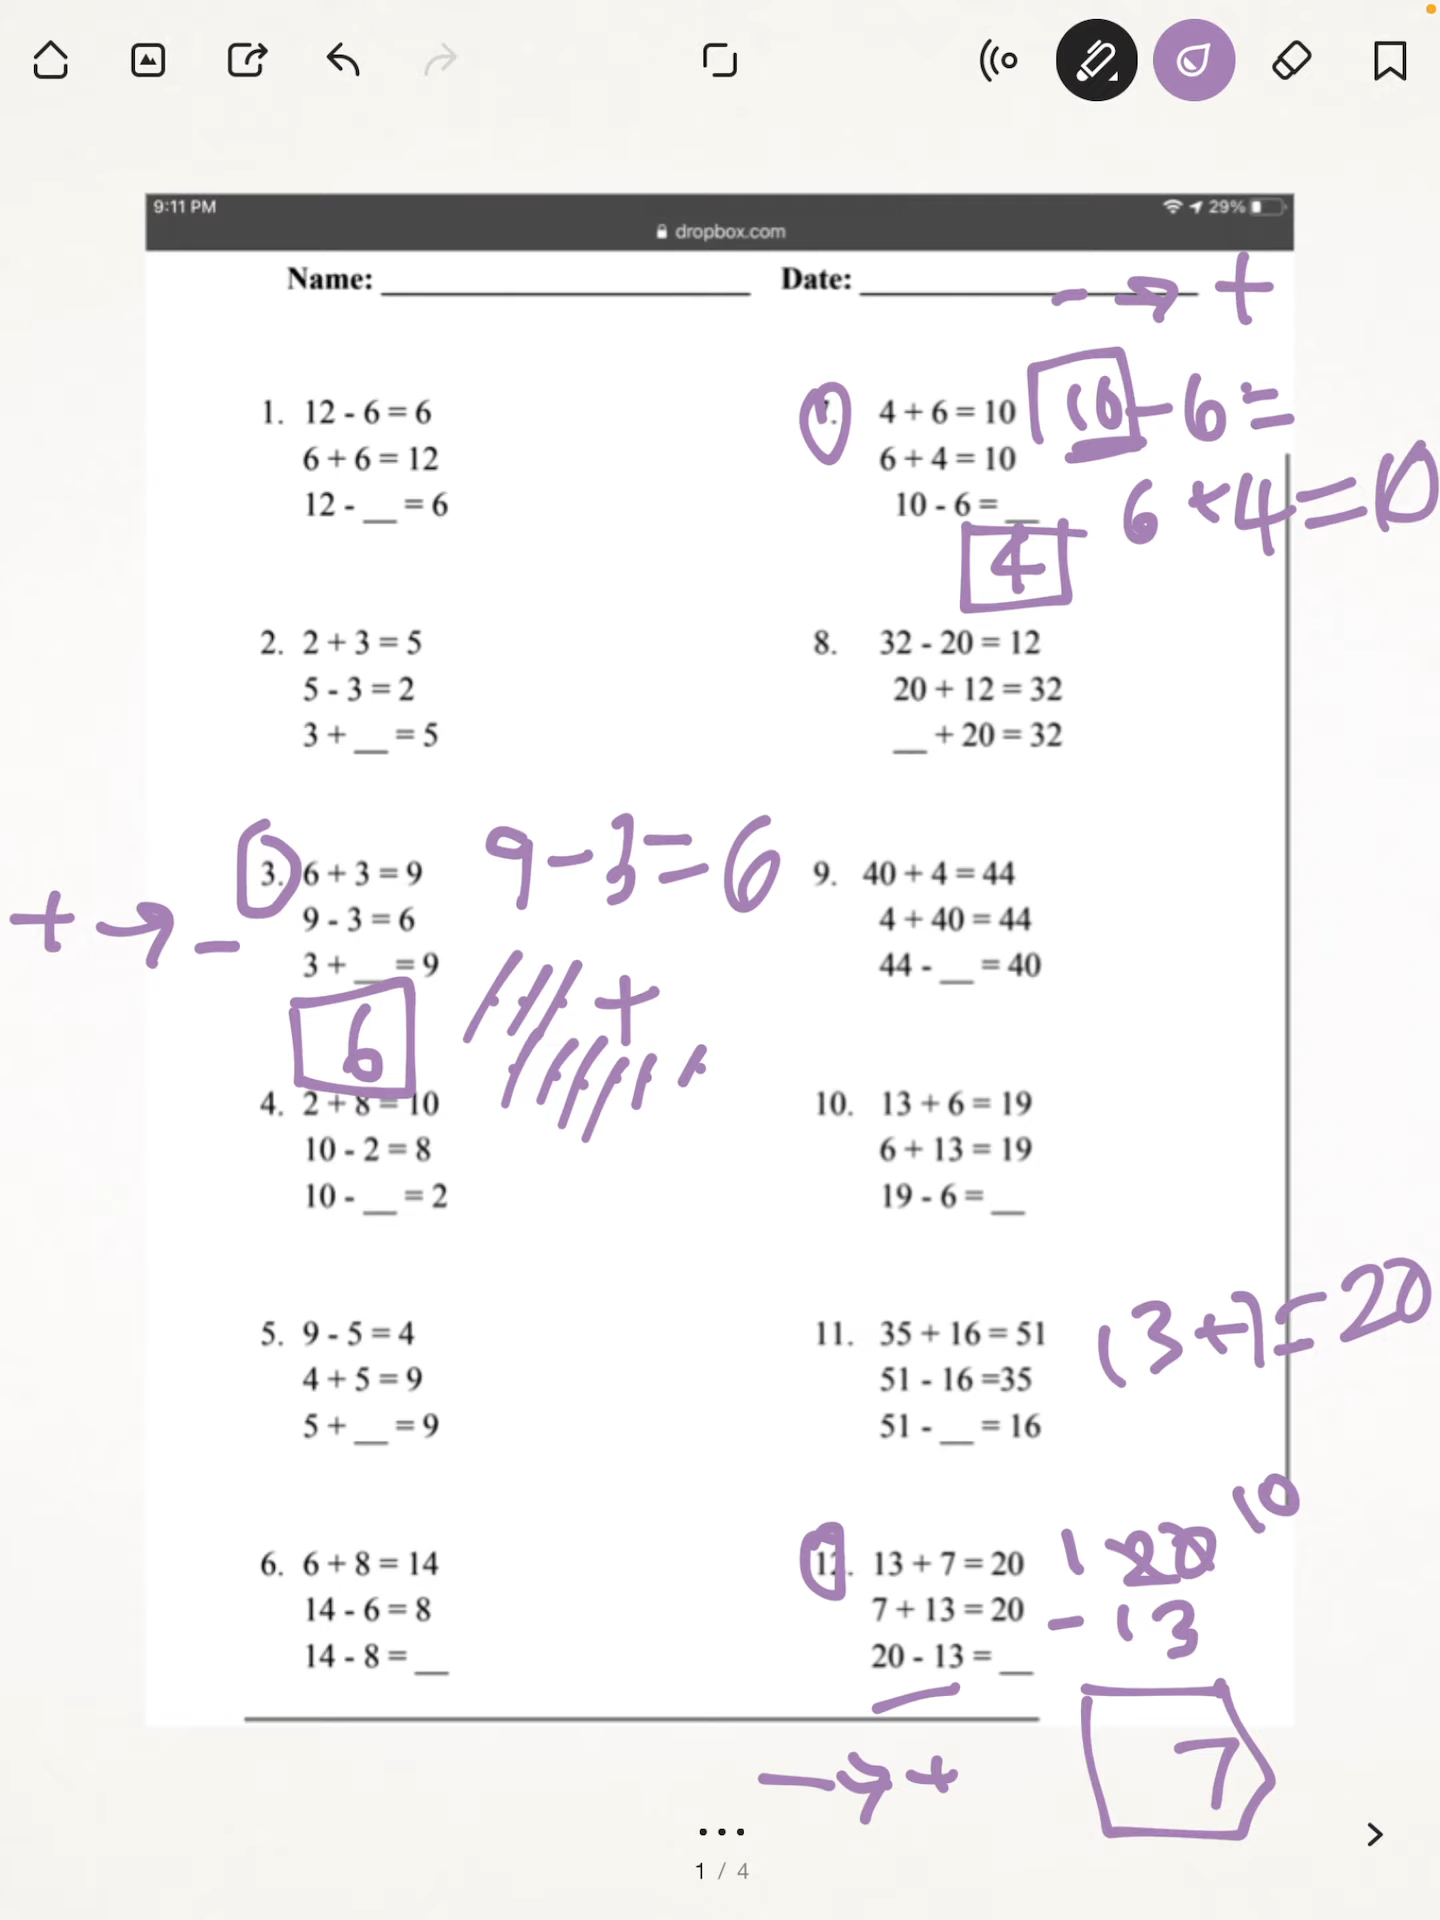 9:11 PM
29%
dropbox.com
Name: ____________ Date: ____________
- → +
1. 12 - 6 = 6
6 + 6 = 12
12 - __ = 6
7. 4 + 6 = 10
6 + 4 = 10
10 - 6 = __
10 - 6 =
6 + 4 = 10
4
2. 2 + 3 = 5
5 - 3 = 2
3 + __ = 5
8. 32 - 20 = 12
20 + 12 = 32
__ + 20 = 32
3. 6 + 3 = 9
9 - 3 = 6
3 + __ = 9
9 - 3 = 6
+ → -
+
6
9. 40 + 4 = 44
4 + 40 = 44
44 - __ = 40
4. 2 + 8 = 10
10 - 2 = 8
10 - __ = 2
10. 13 + 6 = 19
6 + 13 = 19
19 - 6 = __
5. 9 - 5 = 4
4 + 5 = 9
5 + __ = 9
11. 35 + 16 = 51
51 - 16 =35
51 - __ = 16
13 + 7 = 20
6. 6 + 8 = 14
14 - 6 = 8
14 - 8 = __
12. 13 + 7 = 20
7 + 13 = 20
20 - 13 = __
10
1 20
- 13
7
- → +
1 / 4